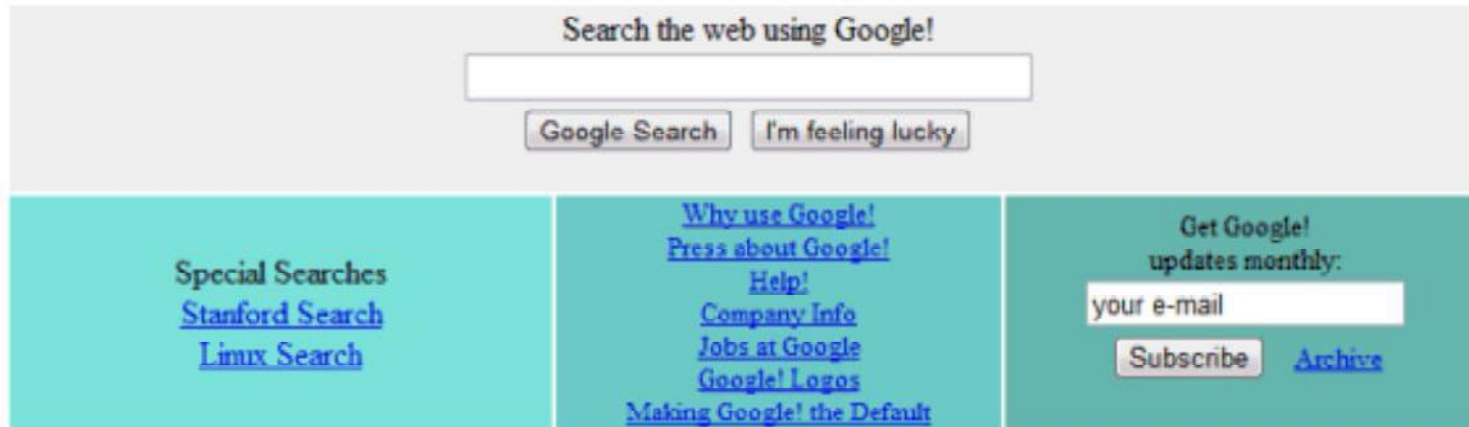 Search the web using Google!
Google Search I'm feeling lucky
Special Searches
Stanford Search
Linux Search
Why use Google!
Press about Google!
Help!
Company Info
Jobs at Google
Google! Logos
Making Google! the Default
Get Google!
updates monthly:
your e-mail
Subscribe Archive